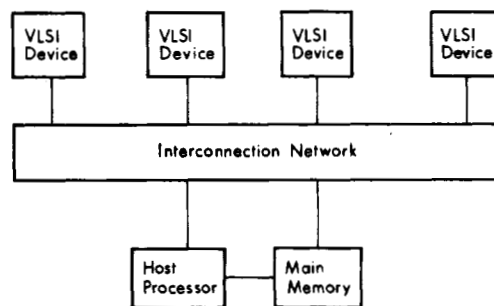 VLSI
Device
VLSI
Device
VLSI
Device
VLSI
Device
Interconnection Network
Host
Processor
Main
Memory